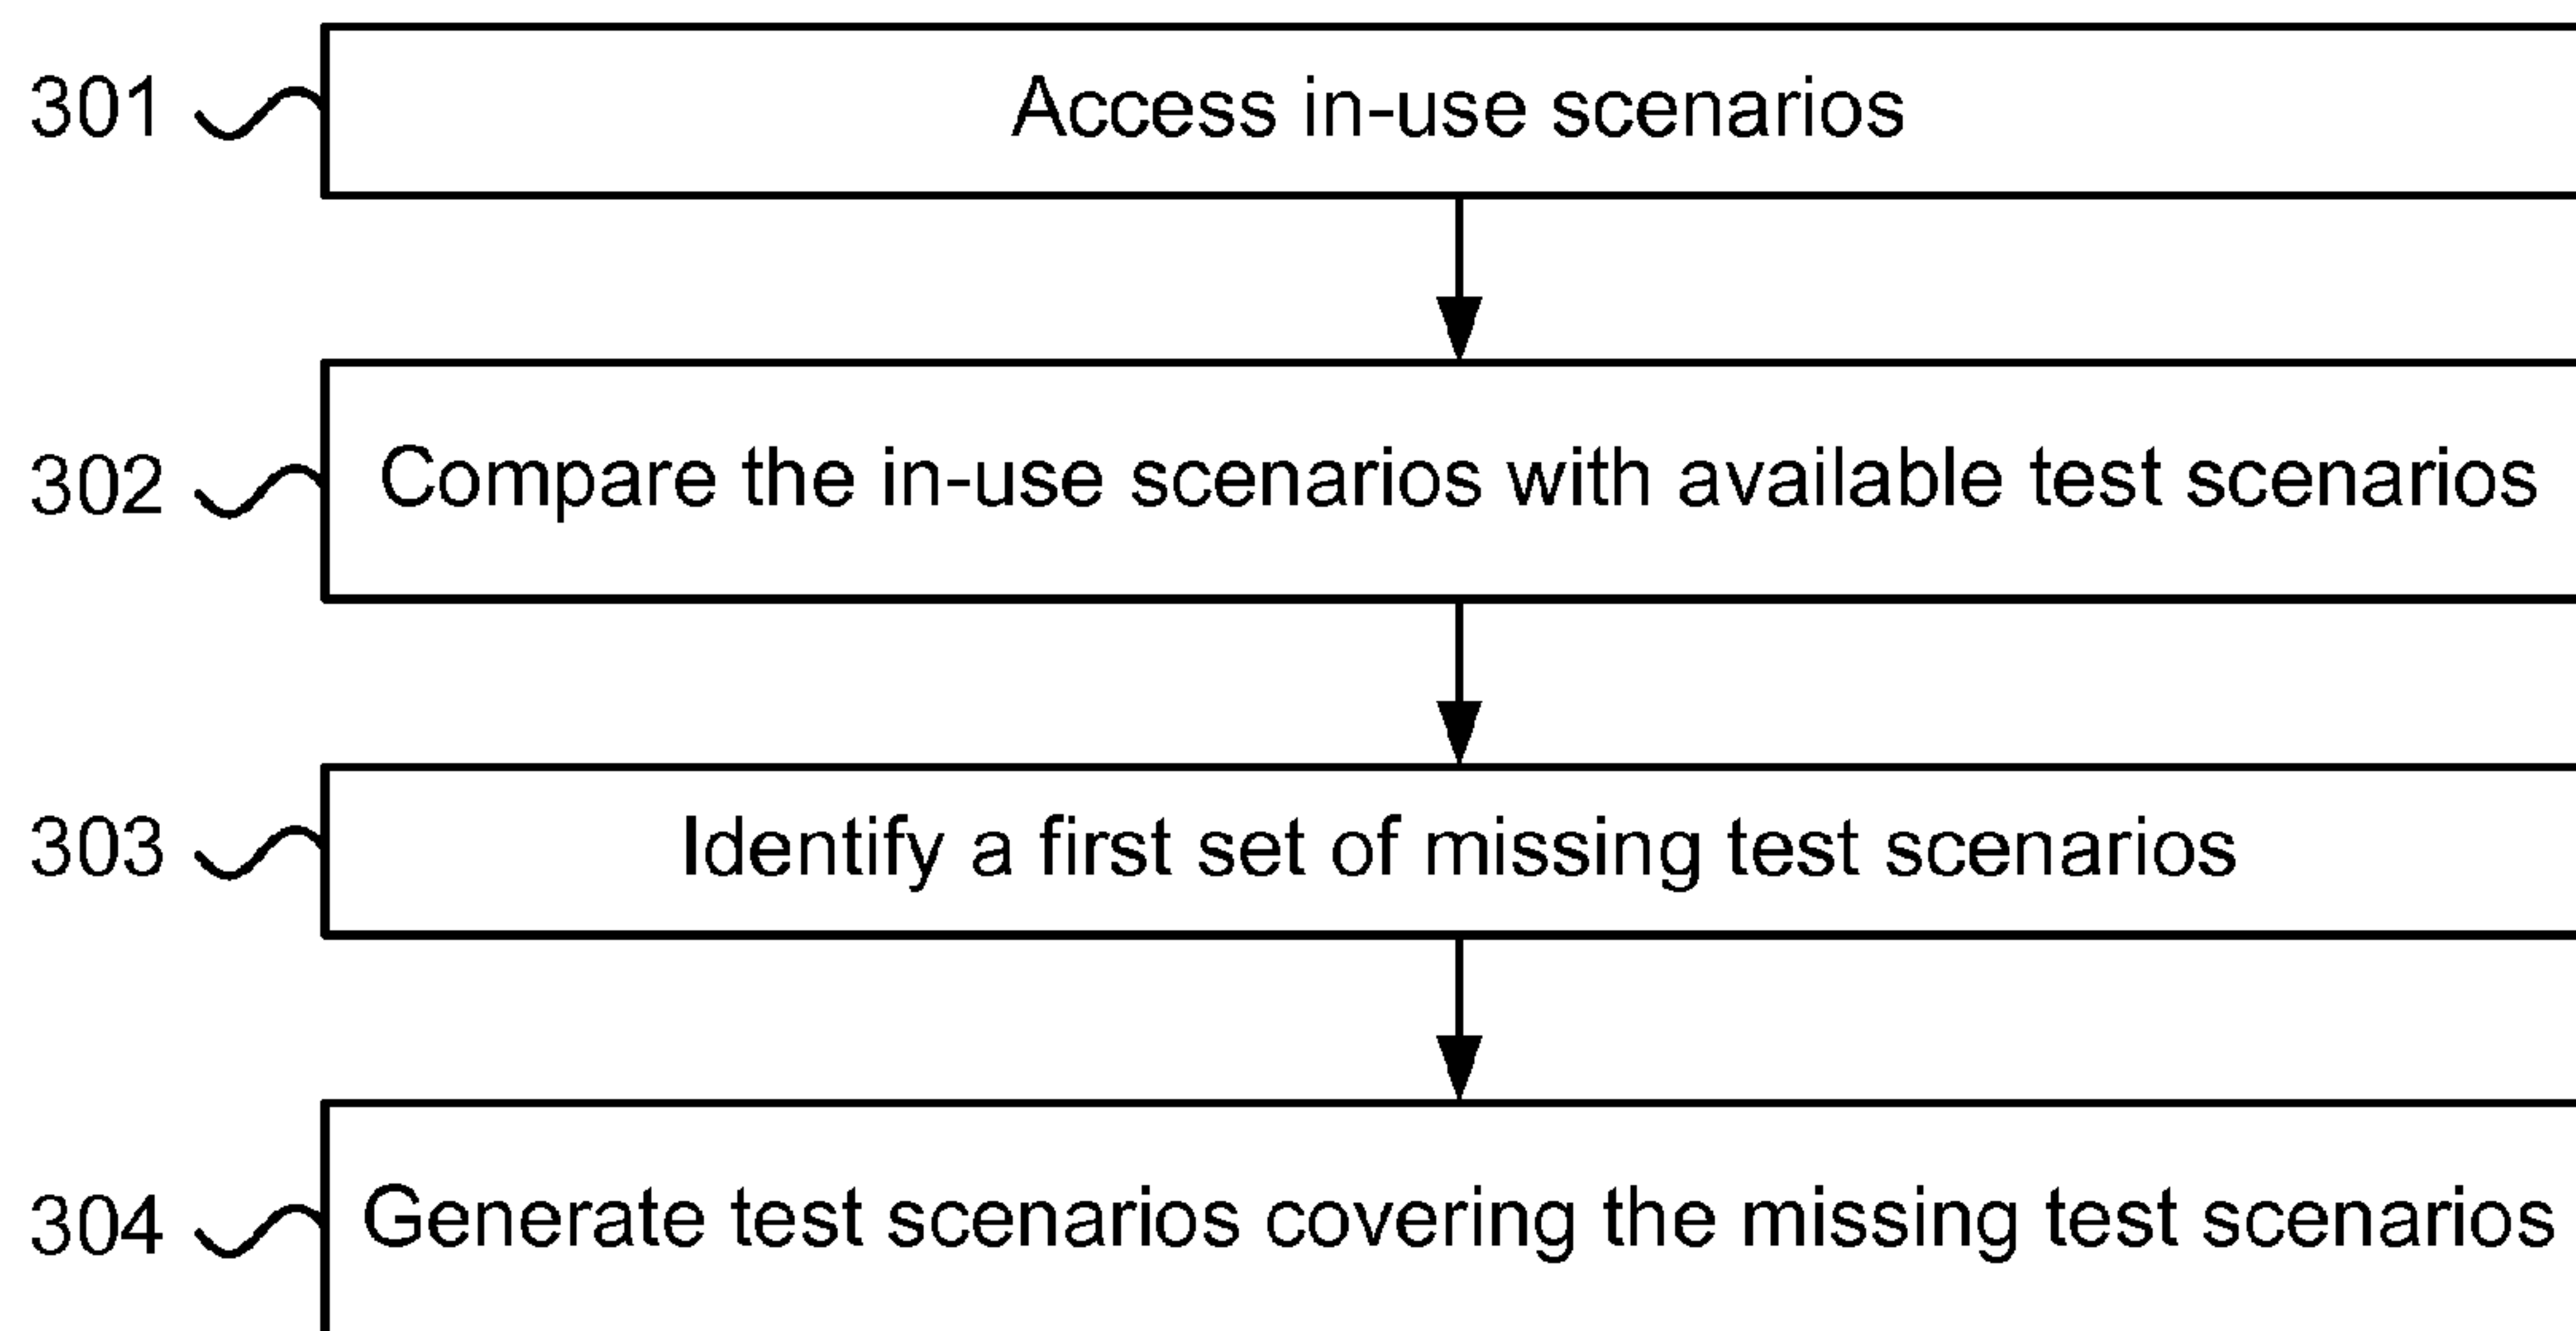 301 Access in-use scenarios
302 Compare the in-use scenarios with available test scenarios
303 Identify a first set of missing test scenarios
304 Generate test scenarios covering the missing test scenarios